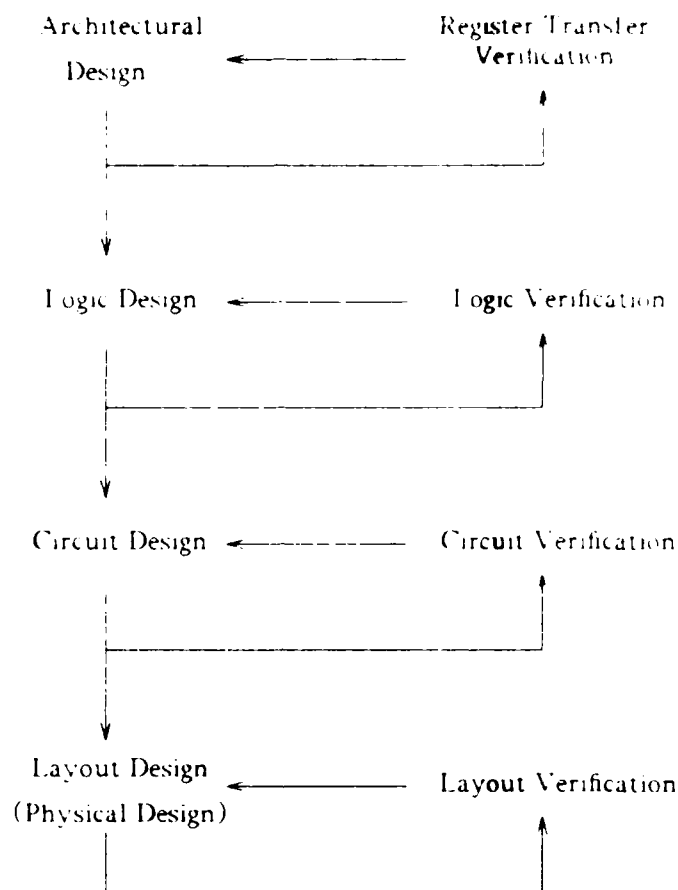 Architectural
Design
Register Transfer
Verification
Logic Design
Logic Verification
Circuit Design
Circuit Verification
Layout Design
(Physical Design)
Layout Verification